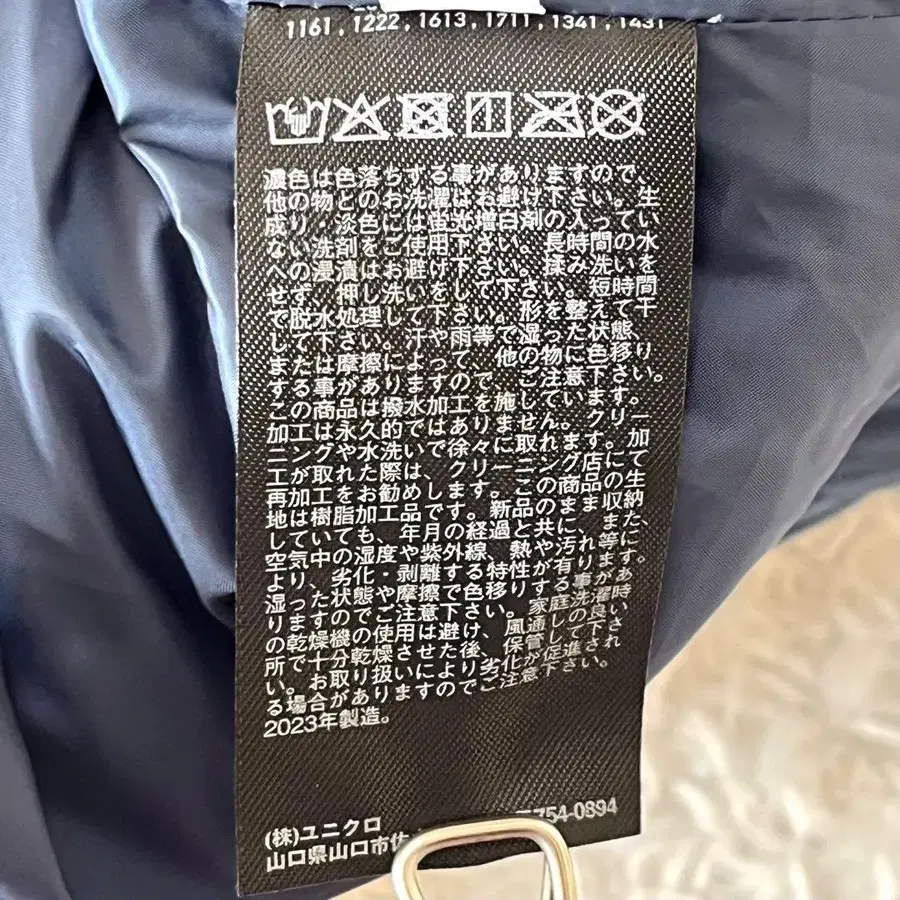 1161 , 1222 , 1613 , 1711 , 1341 , 1431
濃色は色落ちする事がありますので、
他の物とのお洗濯はお避け下さい。生
成り、淡色には蛍光増白剤の入ってい
ない洗剤をご使用下さい。長時間の水
への浸漬はお避け下さい。揉み洗いを
せず、押し洗いをして下さい。短時間
で脱水処理して下さい。形を整えて干
して下さい。汗や雨等で湿った状態、
または摩擦によって、他の物に色移り
する事がありますので、ご注意下さい。
この商品は撥水加工を施しています。
加工は永久的ではありません。クリー
ニングや水洗いで徐々に取れます。加
工が取れた際は、クリーニング店にて
再加工をお勧めします。この商品の生
地は樹脂加工品です。新品のまま収納
していても、年月の経過と共に、また、
空気中の湿度や紫外線、熱や汚れ等に
より、劣化・剥離する特性が有ります。
湿った状態や摩擦で色移りする事があ
りますのでご注意下さい。家庭洗濯時
の乾燥機の使用は避け、風通しの良い
所で十分乾燥させた後、保管して下さ
い。お取り扱いにより劣化が促進され
る場合がありますのでご注意下さい。
2023年製造。
754-0894
(株)ユニクロ
山口県山口市佐